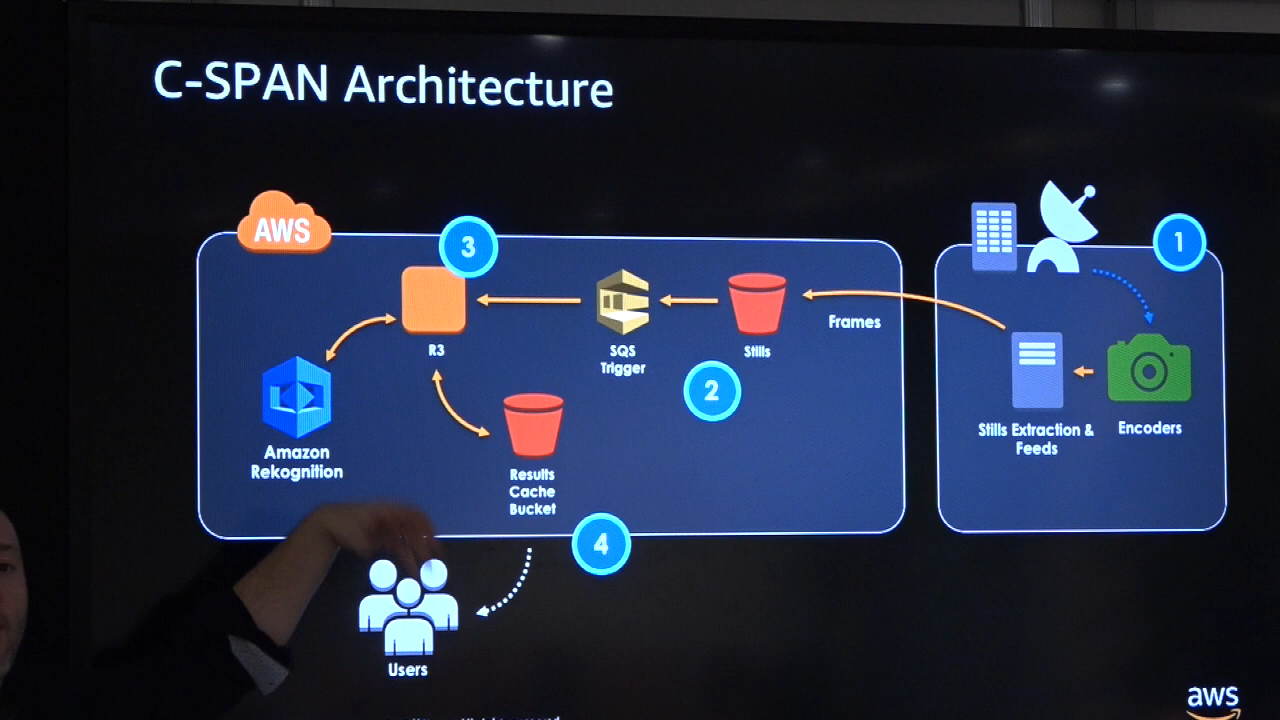 C-SPAN Architecture
AWS
3
1
R3
SQS
Trigger
Stills
Frames
2
Amazon
Rekognition
Results
Cache
Bucket
Stills Extraction &
Feeds
Encoders
4
Users
aws